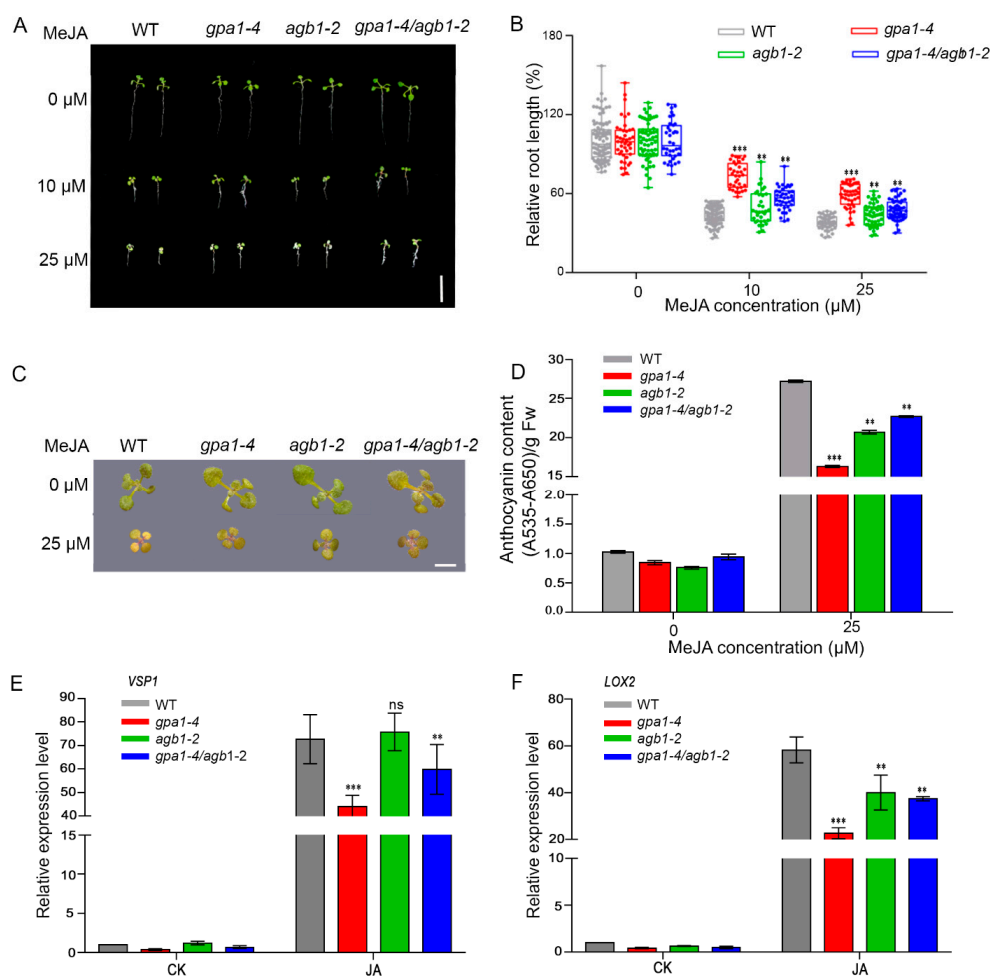 A
MeJA WT gpa1-4 agb1-2 gpa1-4/agb1-2
0 µM
10 µM
25 µM
B
WT gpa1-4
agb1-2 gpa1-4/agb1-2
Relative root length (%)
180
120
60
0
*** ** **
*** ** **
0 10 25
MeJA concentration (µM)
C
MeJA WT gpa1-4 agb1-2 gpa1-4/agb1-2
0 µM
25 µM
D
WT
gpa1-4
agb1-2
gpa1-4/agb1-2
Anthocyanin content
(A535-A650)/g Fw
30
25
20
15
2.0
1.5
1.0
0.5
0.0
*** ** **
0 25
MeJA concentration (µM)
E
VSP1
WT
gpa1-4
agb1-2
gpa1-4/agb1-2
Relative expression level
90
80
70
60
50
40
15
10
5
0
*** ns **
CK JA
F
LOX2
WT
gpa1-4
agb1-2
gpa1-4/agb1-2
Relative expression level
80
60
40
20
10
5
0
*** ** **
CK JA